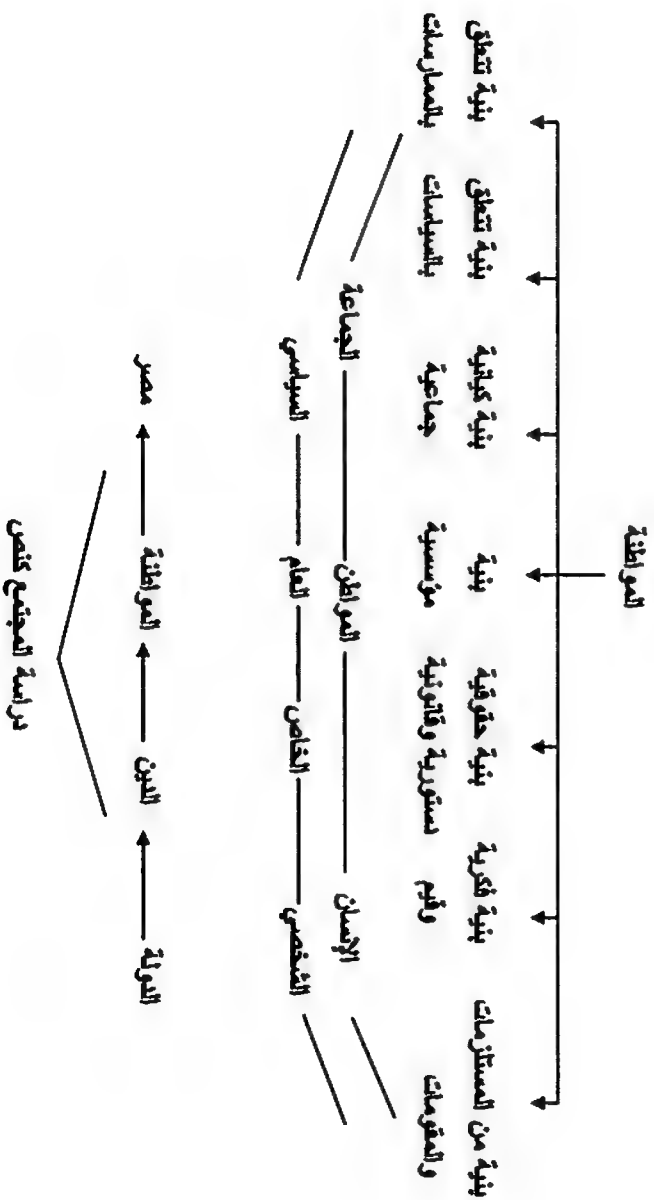 المواطنة
بنية من المستلزمات
والمقومات
بنية فكرية
وقيم
بنية حقوقية
دستورية وقانونية
بنية
مؤسسية
بنية كيانية
جماعية
بنية تتعلق
بالسياسات
بنية تتعلق
بالممارسات
الإنسان المواطن الجماعة
الشخصي الخاص العام السياسي
الدولة الدين المواطنة مصر
دراسة المجتمع كنص